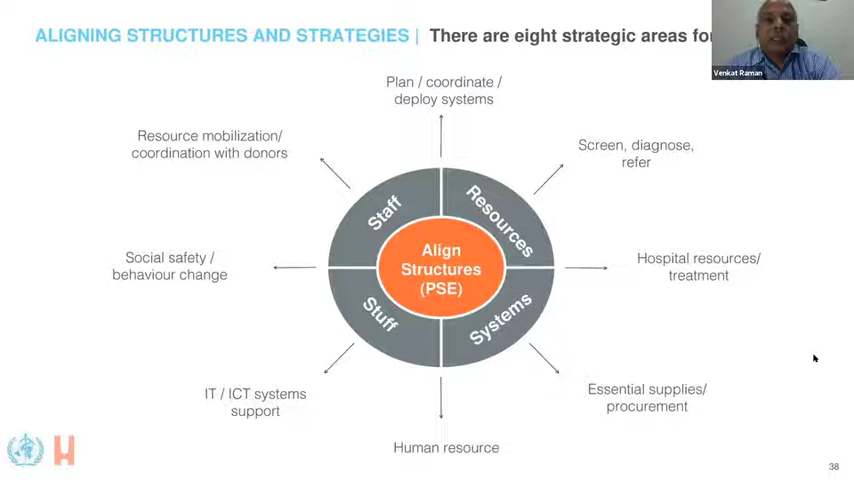 ALIGNING STRUCTURES AND STRATEGIES | There are eight strategic areas for
Venkat Raman
Plan / coordinate /
deploy systems
Resource mobilization/
coordination with donors
Screen, diagnose,
refer
Staff
Resources
Align
Structures
(PSE)
Social safety /
behaviour change
Hospital resources/
treatment
Stuff
Systems
IT / ICT systems
support
Essential supplies/
procurement
Human resource
38